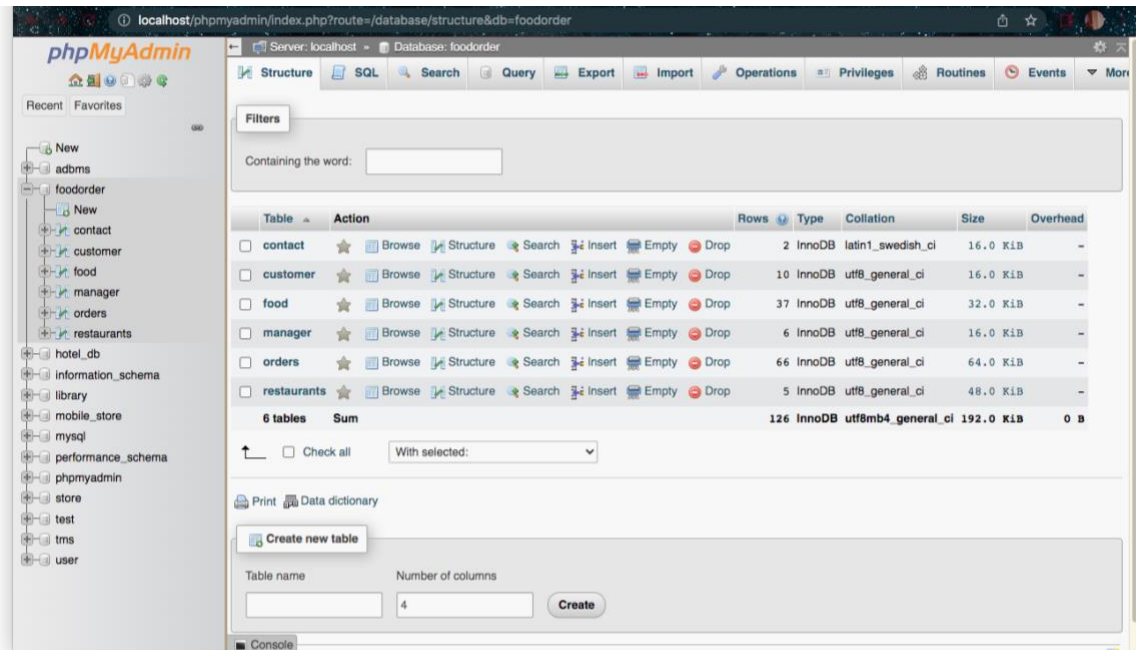 localhost/phpmyadmin/index.php?route=/database/structure&db=foodorder
phpMyAdmin
Recent Favorites
New
adbms
foodorder
New
contact
customer
food
manager
orders
restaurants
hotel_db
information_schema
library
mobile_store
mysql
performance_schema
phpmyadmin
store
test
tms
user
Server: localhost » Database: foodorder
Structure SQL Search Query Export Import Operations Privileges Routines Events More
Filters
Containing the word:
Table Action Rows Type Collation Size Overhead
contact Browse Structure Search Insert Empty Drop 2 InnoDB latin1_swedish_ci 16.0 KiB -
customer Browse Structure Search Insert Empty Drop 10 InnoDB utf8_general_ci 16.0 KiB -
food Browse Structure Search Insert Empty Drop 37 InnoDB utf8_general_ci 32.0 KiB -
manager Browse Structure Search Insert Empty Drop 6 InnoDB utf8_general_ci 16.0 KiB -
orders Browse Structure Search Insert Empty Drop 66 InnoDB utf8_general_ci 64.0 KiB -
restaurants Browse Structure Search Insert Empty Drop 5 InnoDB utf8_general_ci 48.0 KiB -
6 tables Sum 126 InnoDB utf8mb4_general_ci 192.0 KiB 0 B
Check all With selected:
Print Data dictionary
Create new table
Table name Number of columns
4 Create
Console